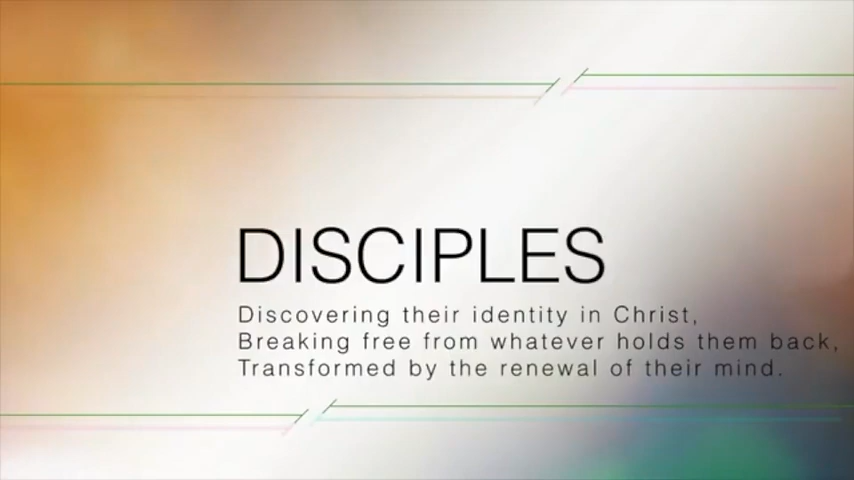 DISCIPLES
Discovering their identity in Christ,
Breaking free from whatever holds them back,
Transformed by the renewal of their mind.